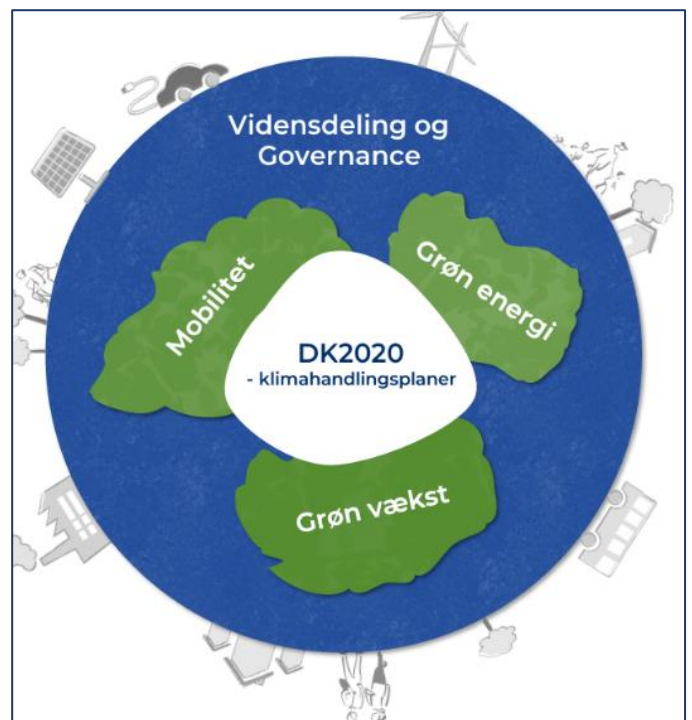 Vidensdeling og
Governance
Mobilitet
Grøn energi
DK2020
- klimahandlingsplaner
Grøn vækst